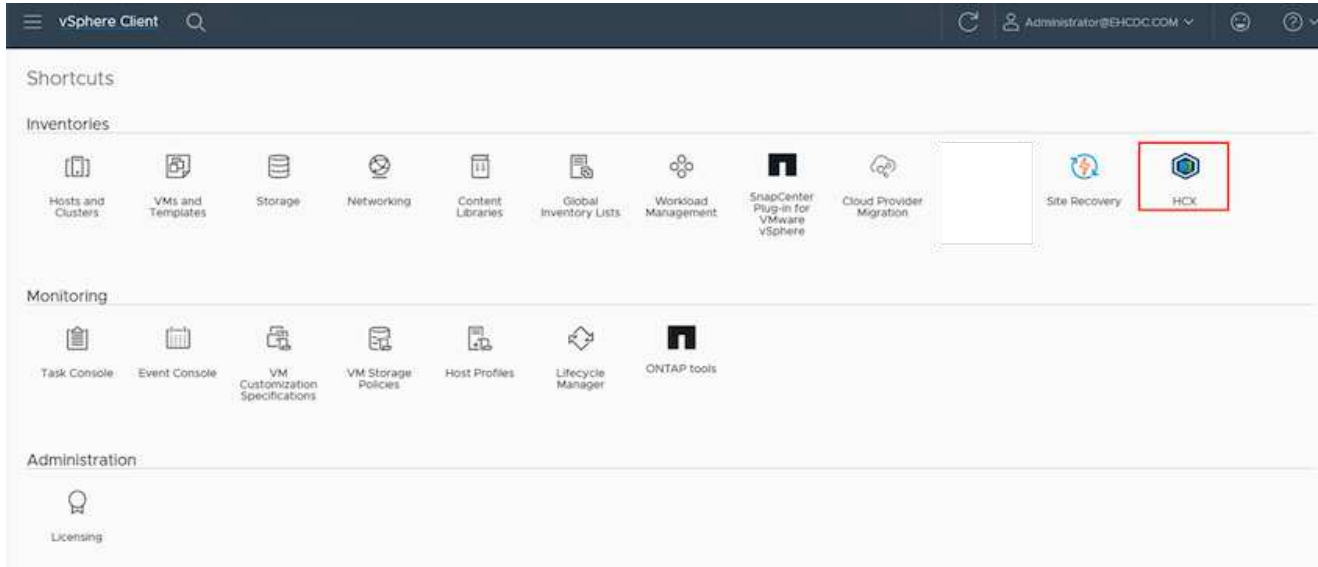 vSphere Client
Administrator@EHCDC.COM
Shortcuts
Inventories
Hosts and
Clusters
VMs and
Templates
Storage
Networking
Content
Libraries
Global
Inventory Lists
Workload
Management
SnapCenter
Plug-in for
VMware
vSphere
Cloud Provider
Migration
Site Recovery
HCX
Monitoring
Task Console
Event Console
VM
Customization
Specifications
VM Storage
Policies
Host Profiles
Lifecycle
Manager
ONTAP tools
Administration
Licensing